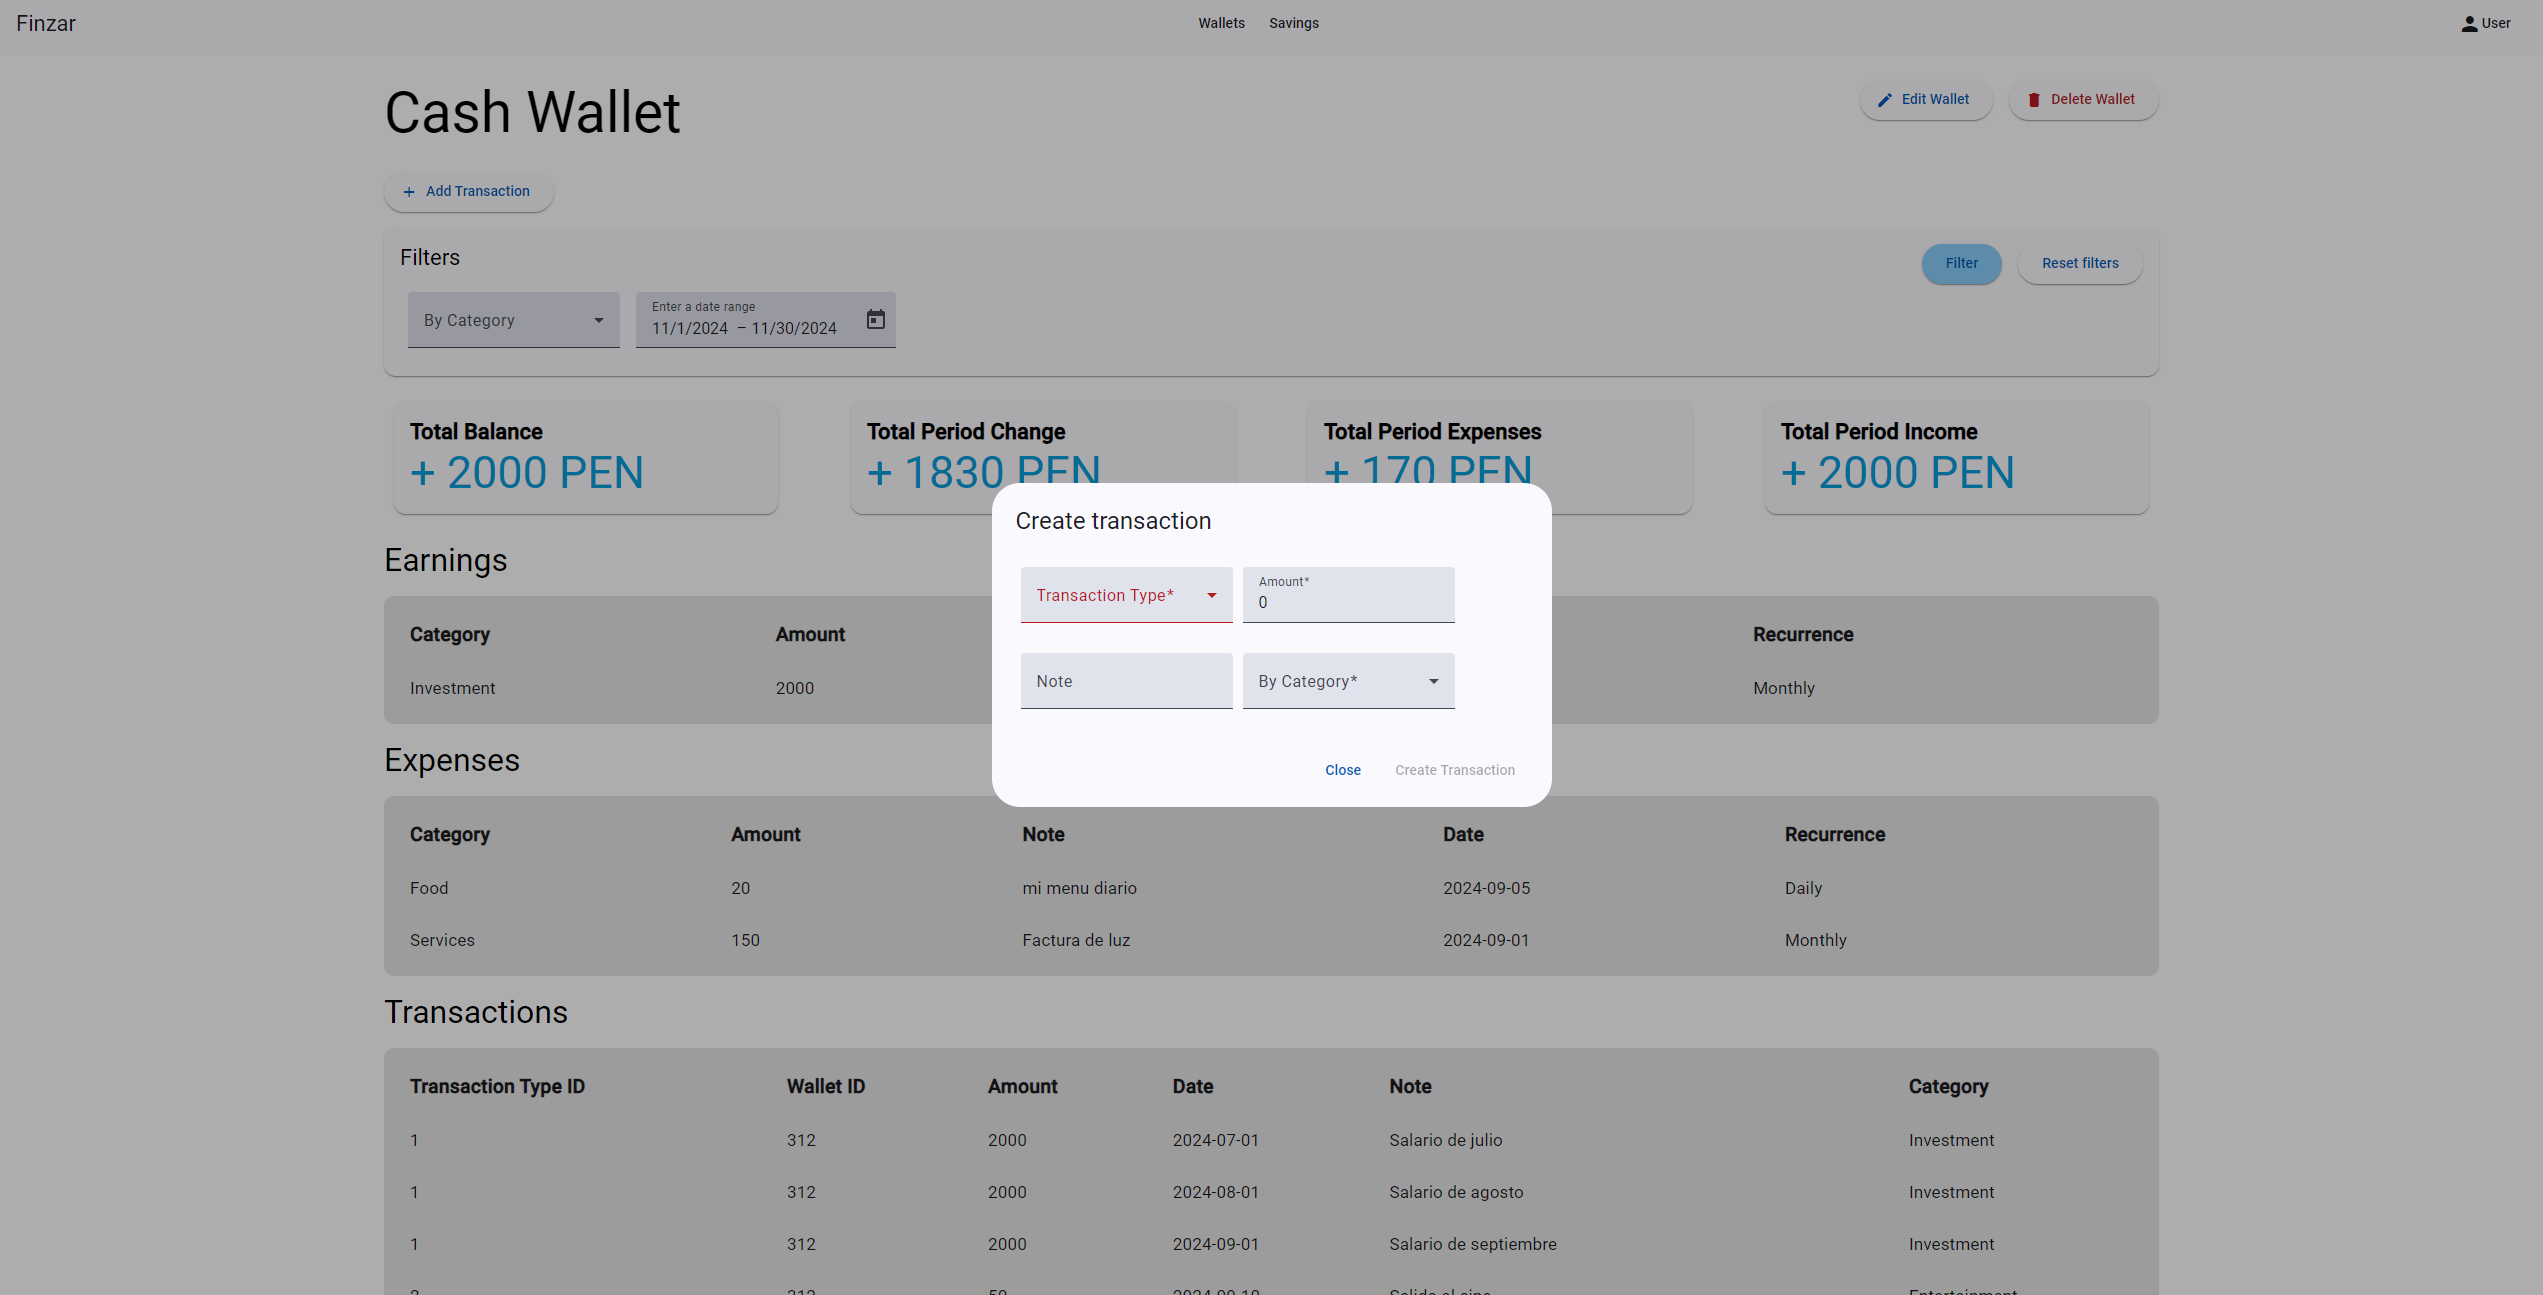 Finzar Wallets Savings User
Cash Wallet
Edit Wallet Delete Wallet
Add Transaction
Filters
Filter Reset filters
By Category
Enter a date range
11/1/2024 – 11/30/2024
Total Balance Total Period Change Total Period Expenses Total Period Income
+ 2000 PEN + 1830 PEN + 170 PEN + 2000 PEN
Create transaction
Transaction Type*
Amount*
0
Note
By Category*
Close Create Transaction
Earnings
Category Amount Recurrence
Investment 2000 Monthly
Expenses
Category Amount Note Date Recurrence
Food 20 mi menu diario 2024-09-05 Daily
Services 150 Factura de luz 2024-09-01 Monthly
Transactions
Transaction Type ID Wallet ID Amount Date Note Category
1 312 2000 2024-07-01 Salario de julio Investment
1 312 2000 2024-08-01 Salario de agosto Investment
1 312 2000 2024-09-01 Salario de septiembre Investment